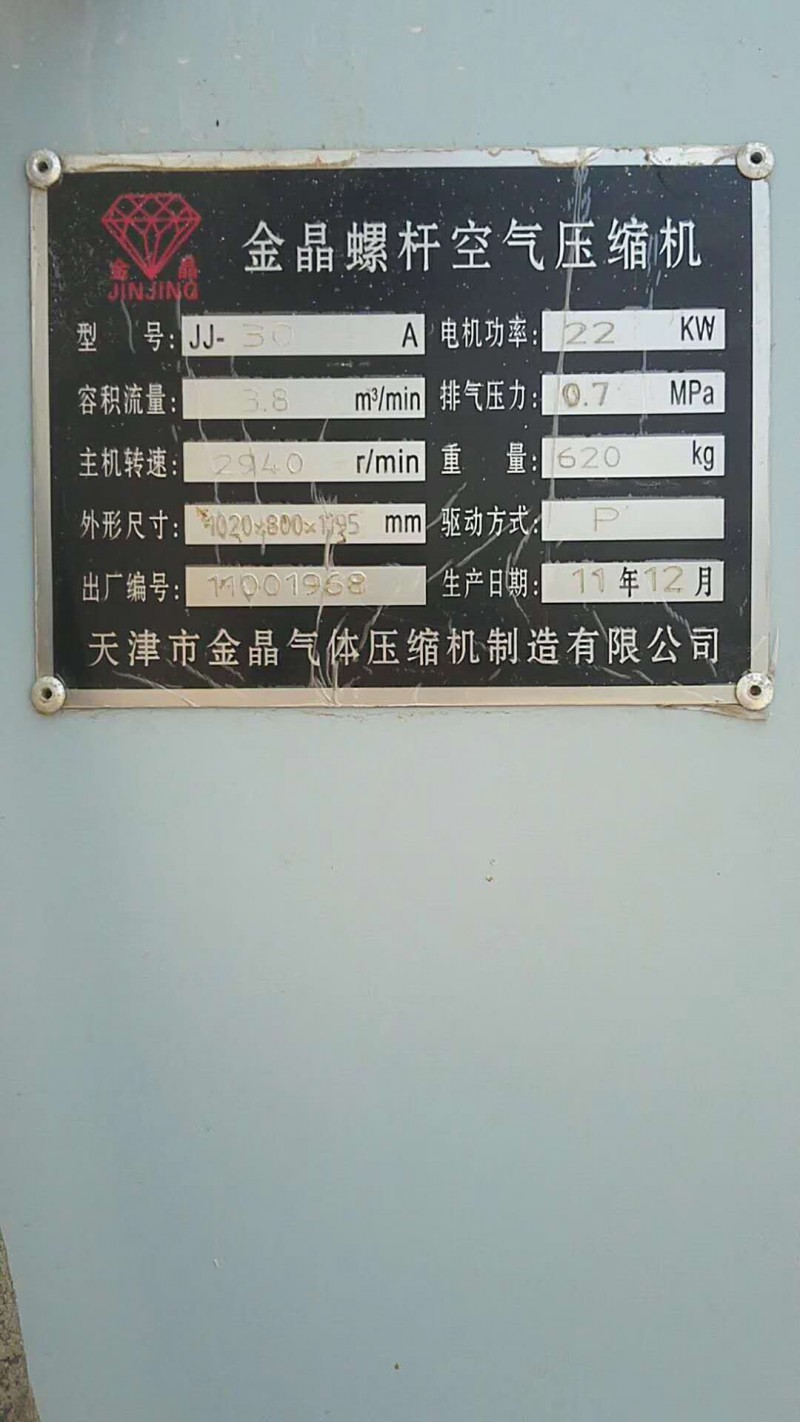 金晶
JINJING
金晶螺杆空气压缩机
型 号: JJ- 30 A 电机功率: 22 KW
容积流量: 3.8 m³/min 排气压力: 0.7 MPa
主机转速: 2940 r/min 重 量: 620 kg
外形尺寸: 1020×800×1195 mm 驱动方式: P
出厂编号: 11001968 生产日期: 11年12月
天津市金晶气体压缩机制造有限公司